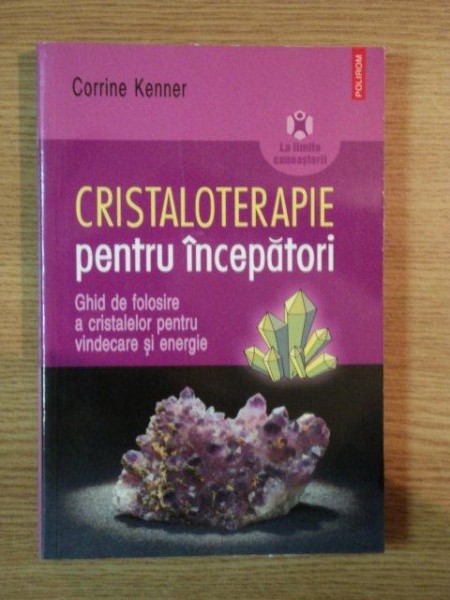 Corrine Kenner
POLIROM
La limita
cunoașterii
CRISTALOTERAPIE
pentru începători
Ghid de folosire
a cristalelor pentru
vindecare și energie